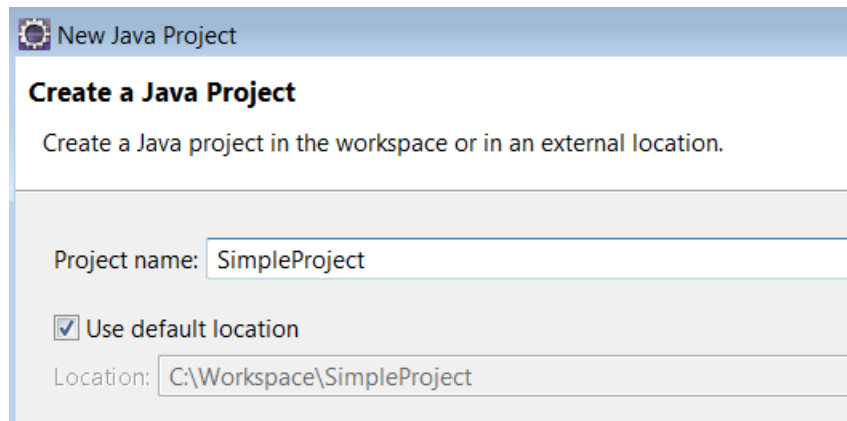 New Java Project
Create a Java Project
Create a Java project in the workspace or in an external location.
Project name: SimpleProject
Use default location
Location: C:\Workspace\SimpleProject